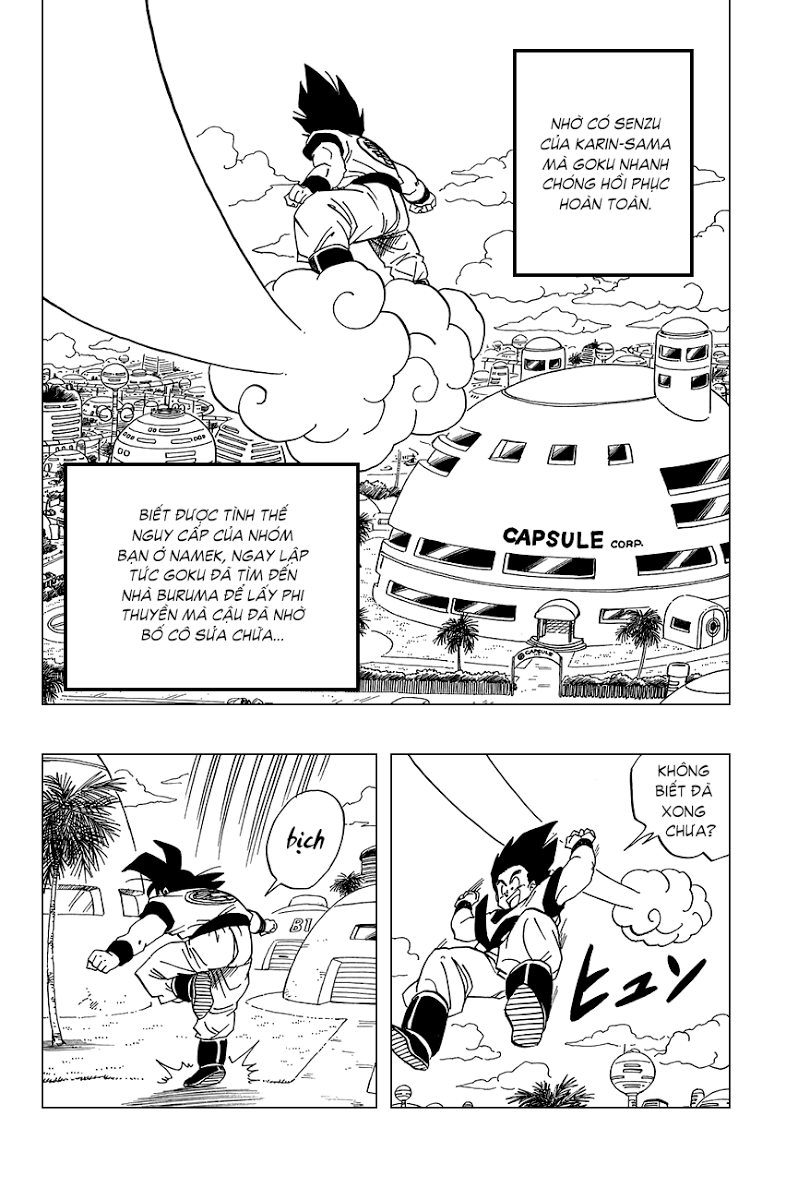 NHỜ CÓ SENZU
CỦA KARIN-SAMA
MÀ GOKU NHANH
CHÓNG HỒI PHỤC
HOÀN TOÀN.
CAPSULE CORP.
CAPSULE
BIẾT ĐƯỢC TÌNH THẾ
NGUY CẤP CỦA NHÓM
BẠN Ở NAMEK, NGAY LẬP
TỨC GOKU ĐÃ TÌM ĐẾN
NHÀ BURUMA ĐỂ LẤY PHI
THUYỀN MÀ CẬU ĐÃ NHỜ
BỐ CÔ SỬA CHỮA...
KHÔNG
BIẾT ĐÃ
XONG
CHƯA?
ヒュン
bịch
B1